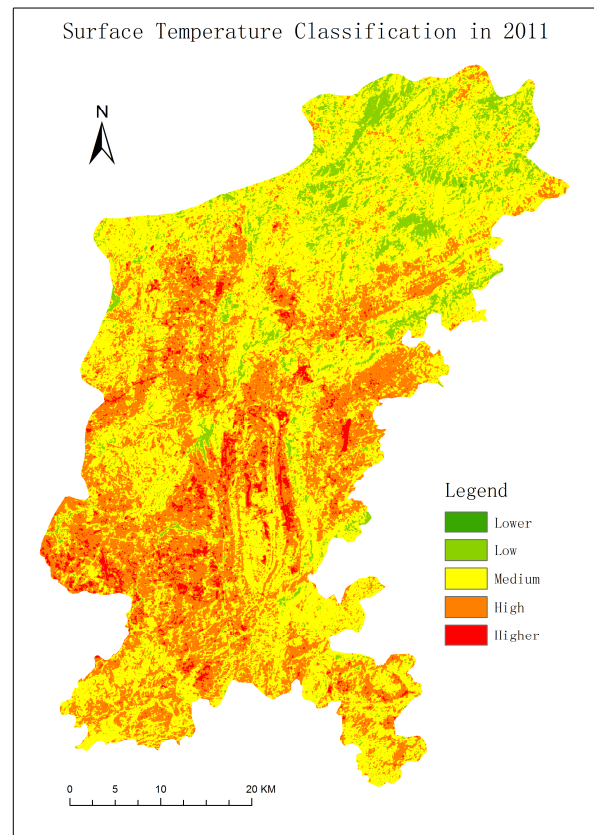 Surface Temperature Classification in 2011
N
Legend
Lower
Low
Medium
High
Higher
0 5 10 20 KM